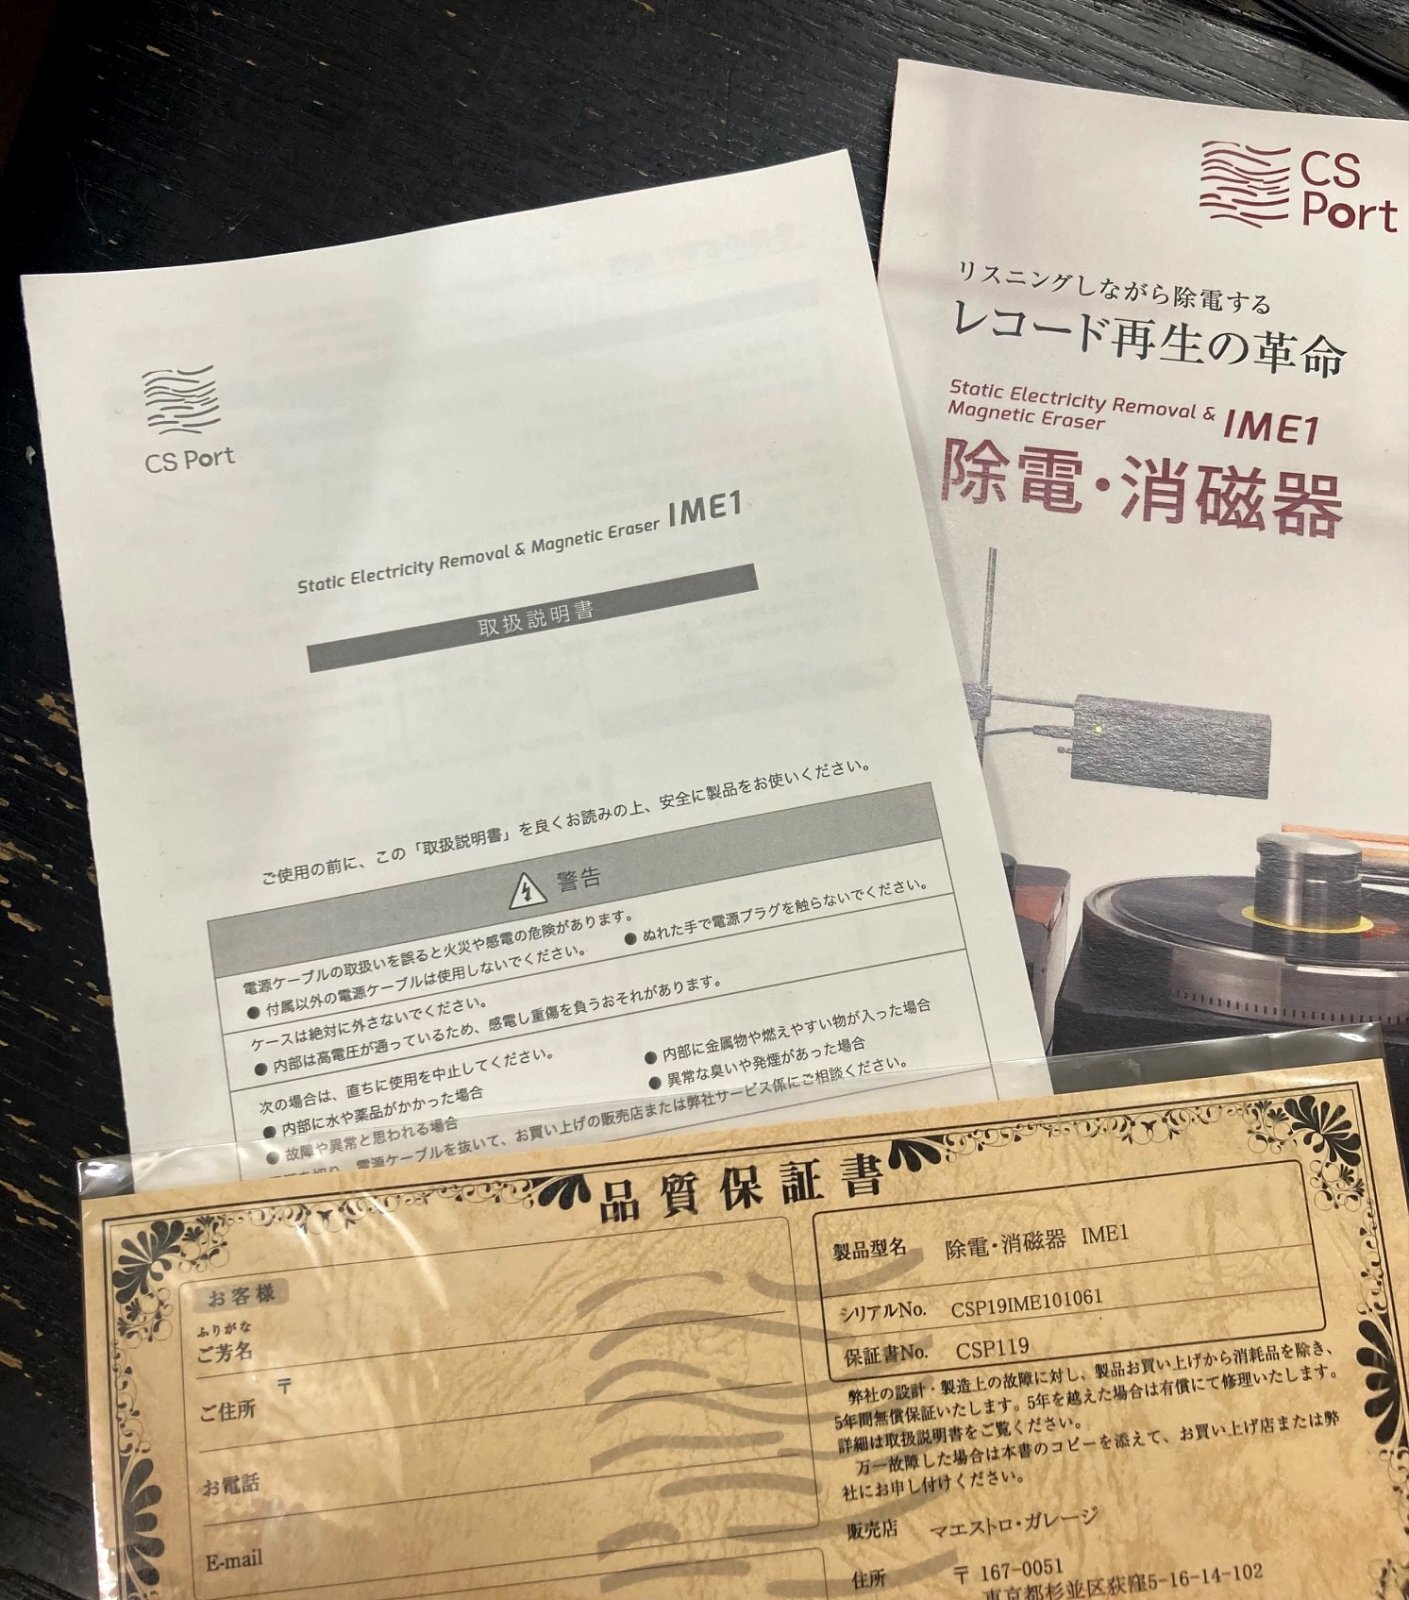 CS Port
Static Electricity Removal & Magnetic Eraser IME1
取扱説明書
ご使用の前に、この「取扱説明書」を良くお読みの上、安全に製品をお使いください。
警告
電源ケーブルの取扱いを誤ると火災や感電の危険があります。
●付属以外の電源ケーブルは使用しないでください。 ●ぬれた手で電源プラグを触らないでください。
ケースは絶対に外さないでください。
●内部は高電圧が通っているため、感電し重傷を負うおそれがあります。
次の場合は、直ちに使用を中止してください。
●内部に水や薬品がかかった場合 ●内部に金属物や燃えやすい物が入った場合
●故障や異常と思われる場合 ●異常な臭いや発煙があった場合
電源ケーブルを抜いて、お買い上げの販売店または弊社サービス係にご相談ください。
CS
Port
リスニングしながら除電する
レコード再生の革命
Static Electricity Removal &
Magnetic Eraser IME1
除電・消磁器
品質保証書
お客様
ふりがな
ご芳名
〒
ご住所
お電話
E-mail
製品型名 除電・消磁器 IME1
シリアルNo. CSP19IME101061
保証書No. CSP119
弊社の設計・製造上の故障に対し、製品お買い上げから消耗品を除き、
5年間無償保証いたします。5年を越えた場合は有償にて修理いたします。
詳細は取扱説明書をご覧ください。
万一故障した場合は本書のコピーを添えて、お買い上げ店または弊
社にお申し付けください。
販売店 マエストロ・ガレージ
住所 〒 167-0051
東京都杉並区荻窪5-16-14-102